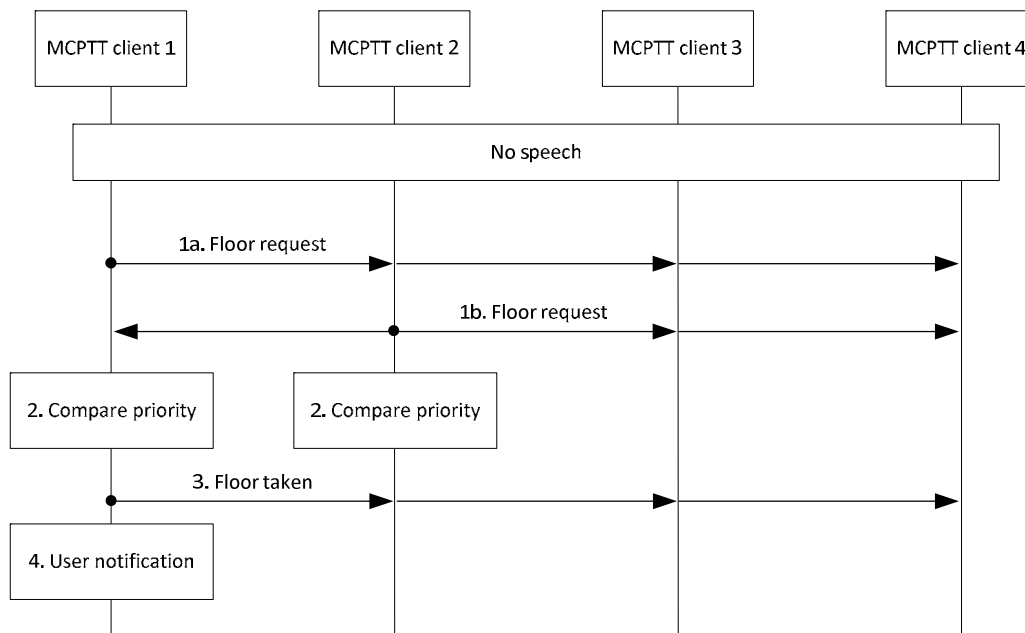 MCPTT client 1
MCPTT client 2
MCPTT client 3
MCPTT client 4
No speech
1a. Floor request
1b. Floor request
2. Compare priority
2. Compare priority
3. Floor taken
4. User notification